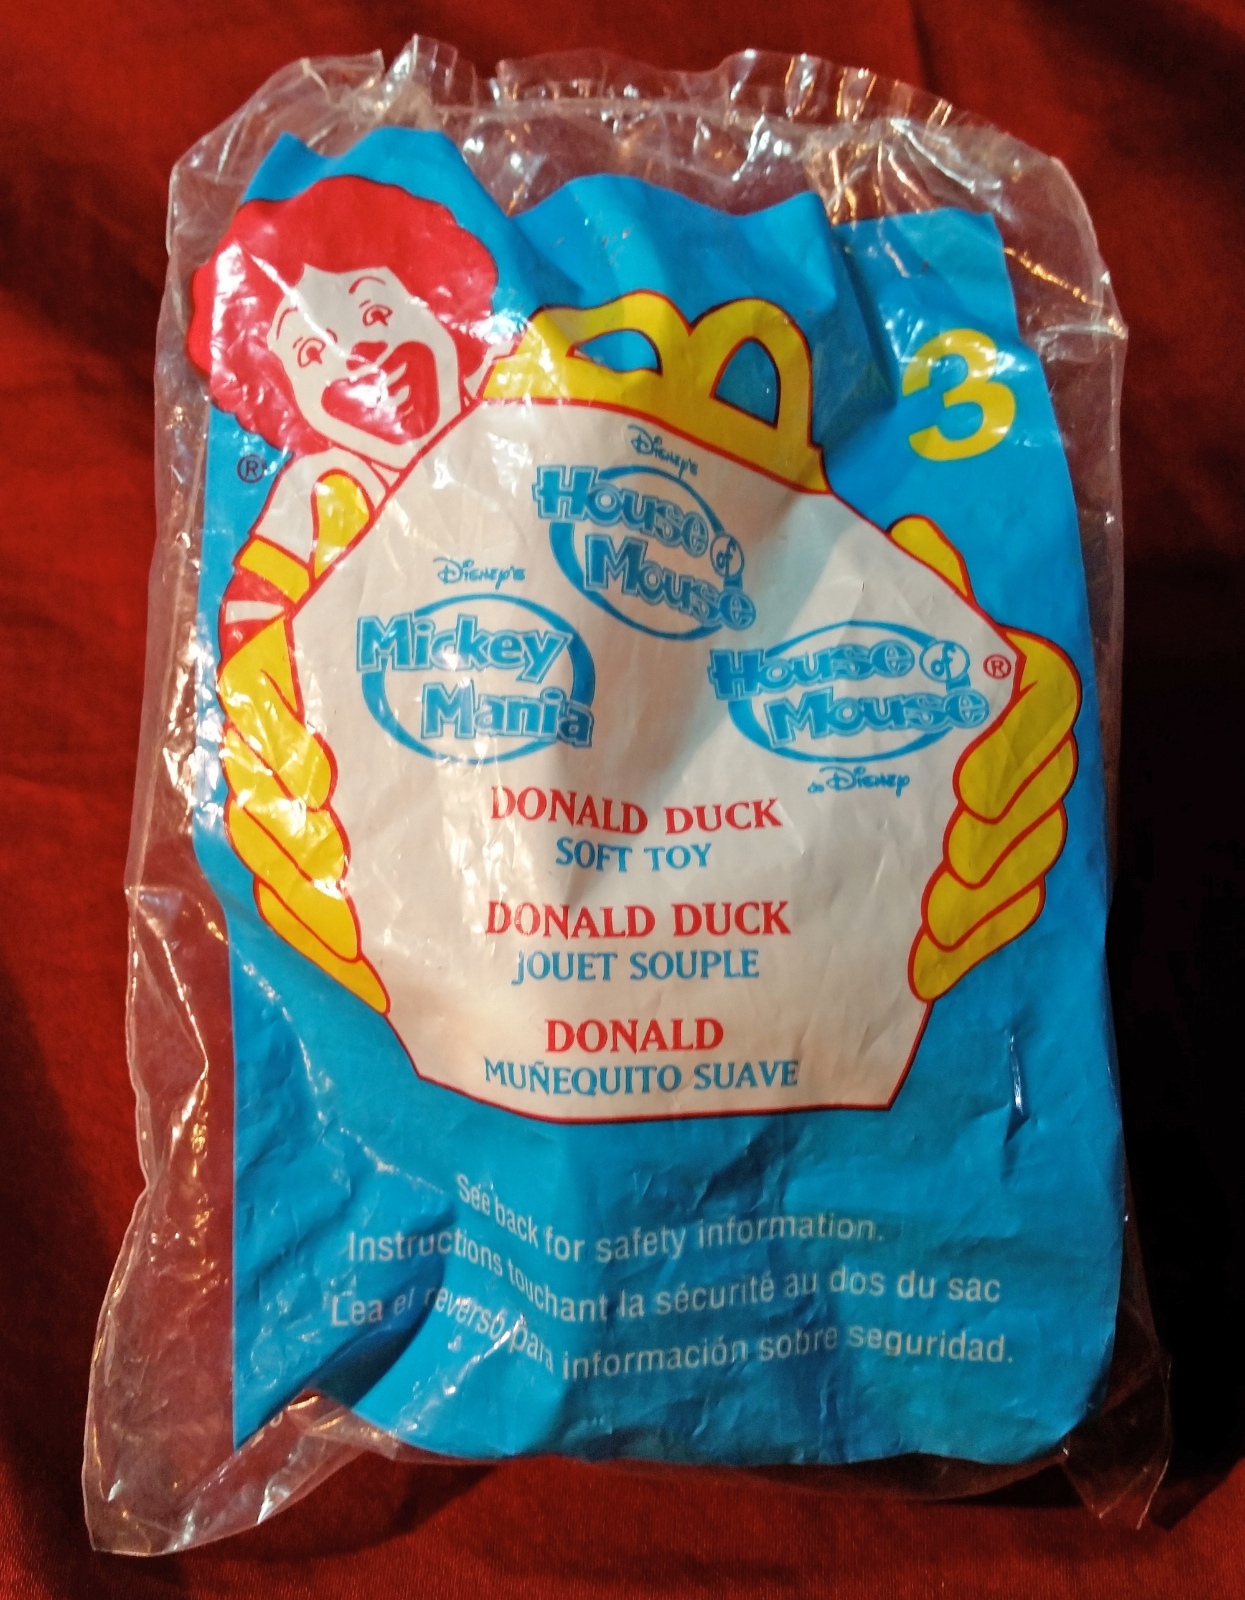 3
®
Disney's
House of
Mouse
Disney's
Mickey
Mania
House of
Mouse
®
de Disney
DONALD DUCK
SOFT TOY
DONALD DUCK
JOUET SOUPLE
DONALD
MUÑEQUITO SUAVE
See back for safety information.
Instructions touchant la sécurité au dos du sac
Lea el reverso para información sobre seguridad.